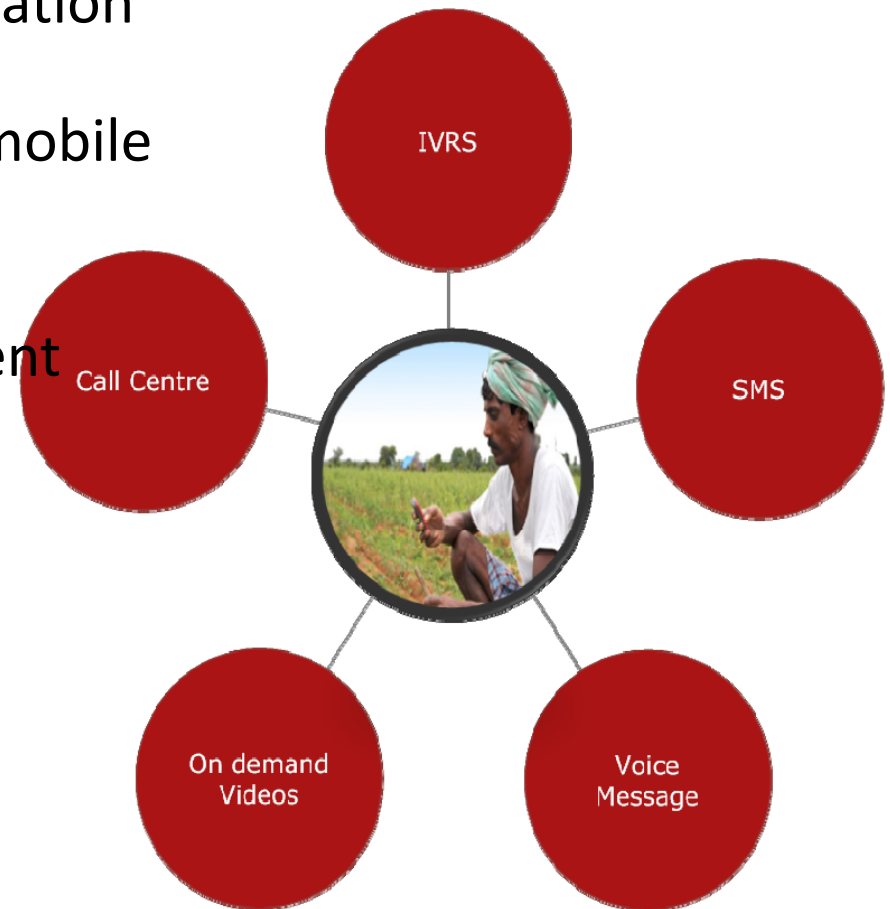 ation
mobile
ent
IVRS
Call Centre
SMS
On demand
Videos
Voice
Message